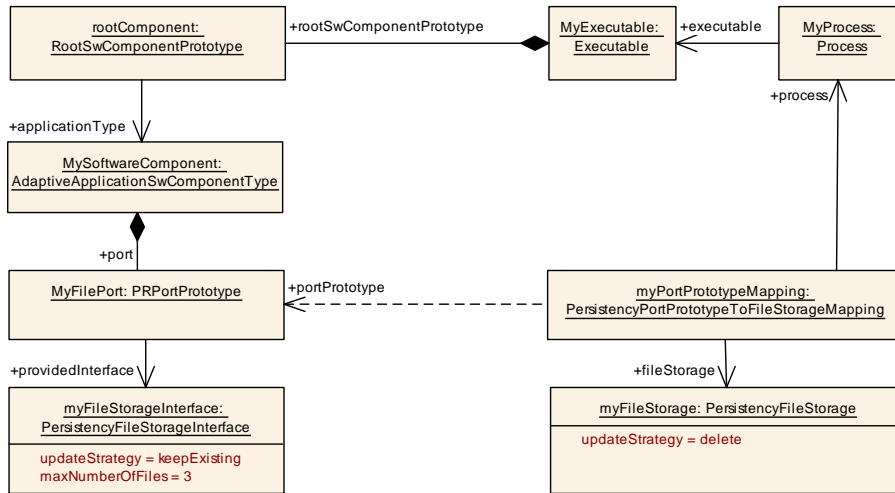 rootComponent:
RootSwComponentPrototype
+rootSwComponentPrototype
MyExecutable:
Executable
+executable
MyProcess:
Process
+process
+applicationType
MySoftwareComponent:
AdaptiveApplicationSwComponentType
+port
MyFilePort: PRPortPrototype
+portPrototype
myPortPrototypeMapping:
PersistencyPortPrototypeToFileStorageMapping
+providedInterface
+fileStorage
myFileStorageInterface:
PersistencyFileStorageInterface
updateStrategy = keepExisting
maxNumberOfFiles = 3
myFileStorage: PersistencyFileStorage
updateStrategy = delete